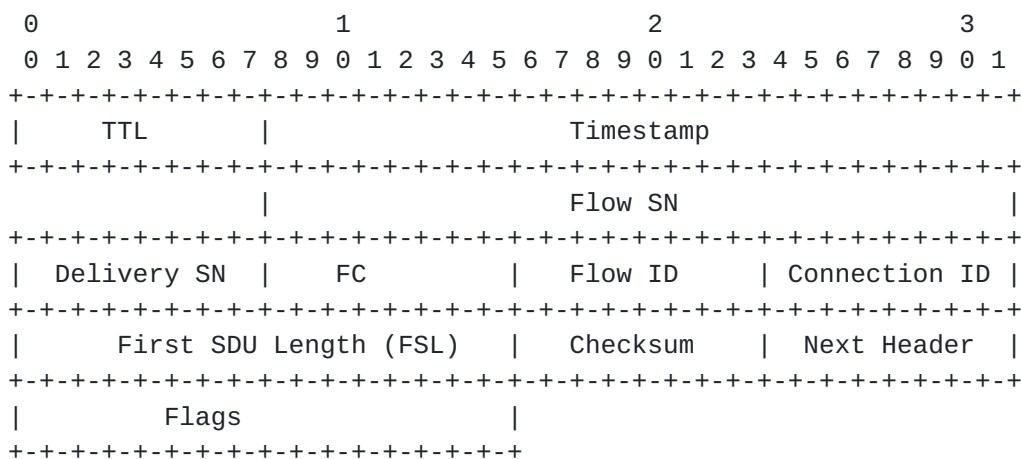 0                   1                   2                   3
 0 1 2 3 4 5 6 7 8 9 0 1 2 3 4 5 6 7 8 9 0 1 2 3 4 5 6 7 8 9 0 1
+-+-+-+-+-+-+-+-+-+-+-+-+-+-+-+-+-+-+-+-+-+-+-+-+-+-+-+-+-+-+-+-+
|     TTL       |                   Timestamp
+-+-+-+-+-+-+-+-+-+-+-+-+-+-+-+-+-+-+-+-+-+-+-+-+-+-+-+-+-+-+-+-+
                |                   Flow SN                     |
+-+-+-+-+-+-+-+-+-+-+-+-+-+-+-+-+-+-+-+-+-+-+-+-+-+-+-+-+-+-+-+-+
|  Delivery SN  |    FC         |   Flow ID     | Connection ID |
+-+-+-+-+-+-+-+-+-+-+-+-+-+-+-+-+-+-+-+-+-+-+-+-+-+-+-+-+-+-+-+-+
|      First SDU Length (FSL)   |   Checksum    |  Next Header  |
+-+-+-+-+-+-+-+-+-+-+-+-+-+-+-+-+-+-+-+-+-+-+-+-+-+-+-+-+-+-+-+-+
|         Flags                 |
+-+-+-+-+-+-+-+-+-+-+-+-+-+-+-+-+